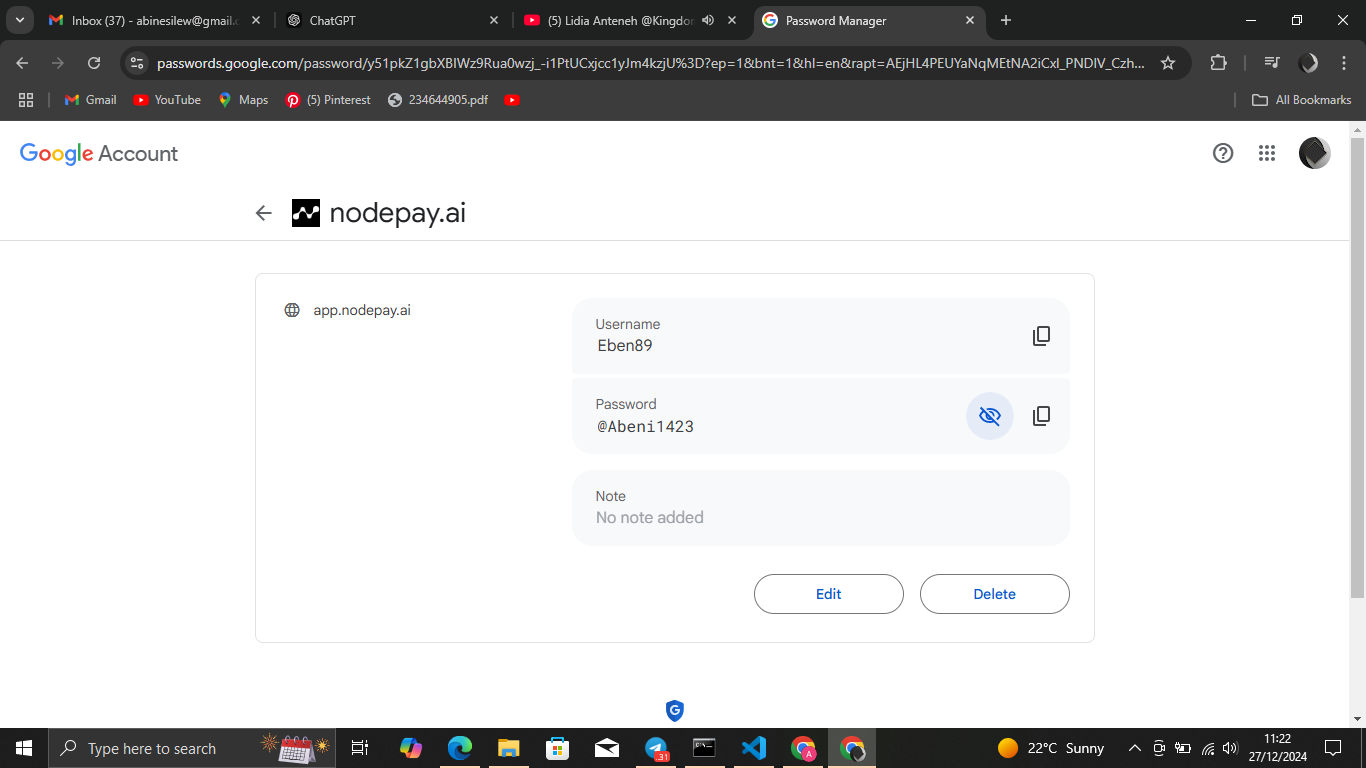 Inbox (37) - abinesilew@gmail.c
ChatGPT
(5) Lidia Anteneh @Kingdo
Password Manager
passwords.google.com/password/y51pkZ1gbXBIWz9Rua0wzj_-i1PtUCxjcc1yJm4kzjU%3D?ep=1&bnt=1&hl=en&rapt=AEjHL4PEUYaNqMEtNA2iCxl_PNDIV_Czh...
Gmail
YouTube
Maps
(5) Pinterest
234644905.pdf
All Bookmarks
Google Account
nodepay.ai
app.nodepay.ai
Username
Eben89
Password
@Abeni1423
Note
No note added
Edit
Delete
G
Type here to search
31
A
22°C Sunny
11:22
27/12/2024